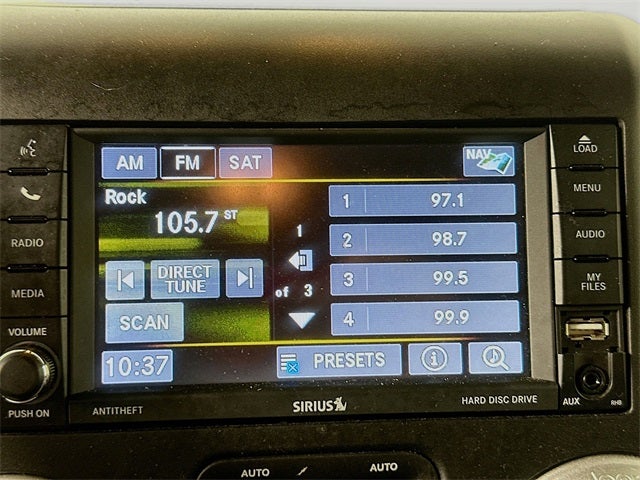 AM FM SAT NAV
Rock
105.7 ST
1
of 3
DIRECT
TUNE
SCAN
10:37
1 97.1
2 98.7
3 99.5
4 99.9
PRESETS
RADIO
MEDIA
VOLUME
PUSH ON
LOAD
MENU
AUDIO
MY
FILES
AUX RHB
ANTITHEFT
SIRIUS
HARD DISC DRIVE
AUTO AUTO